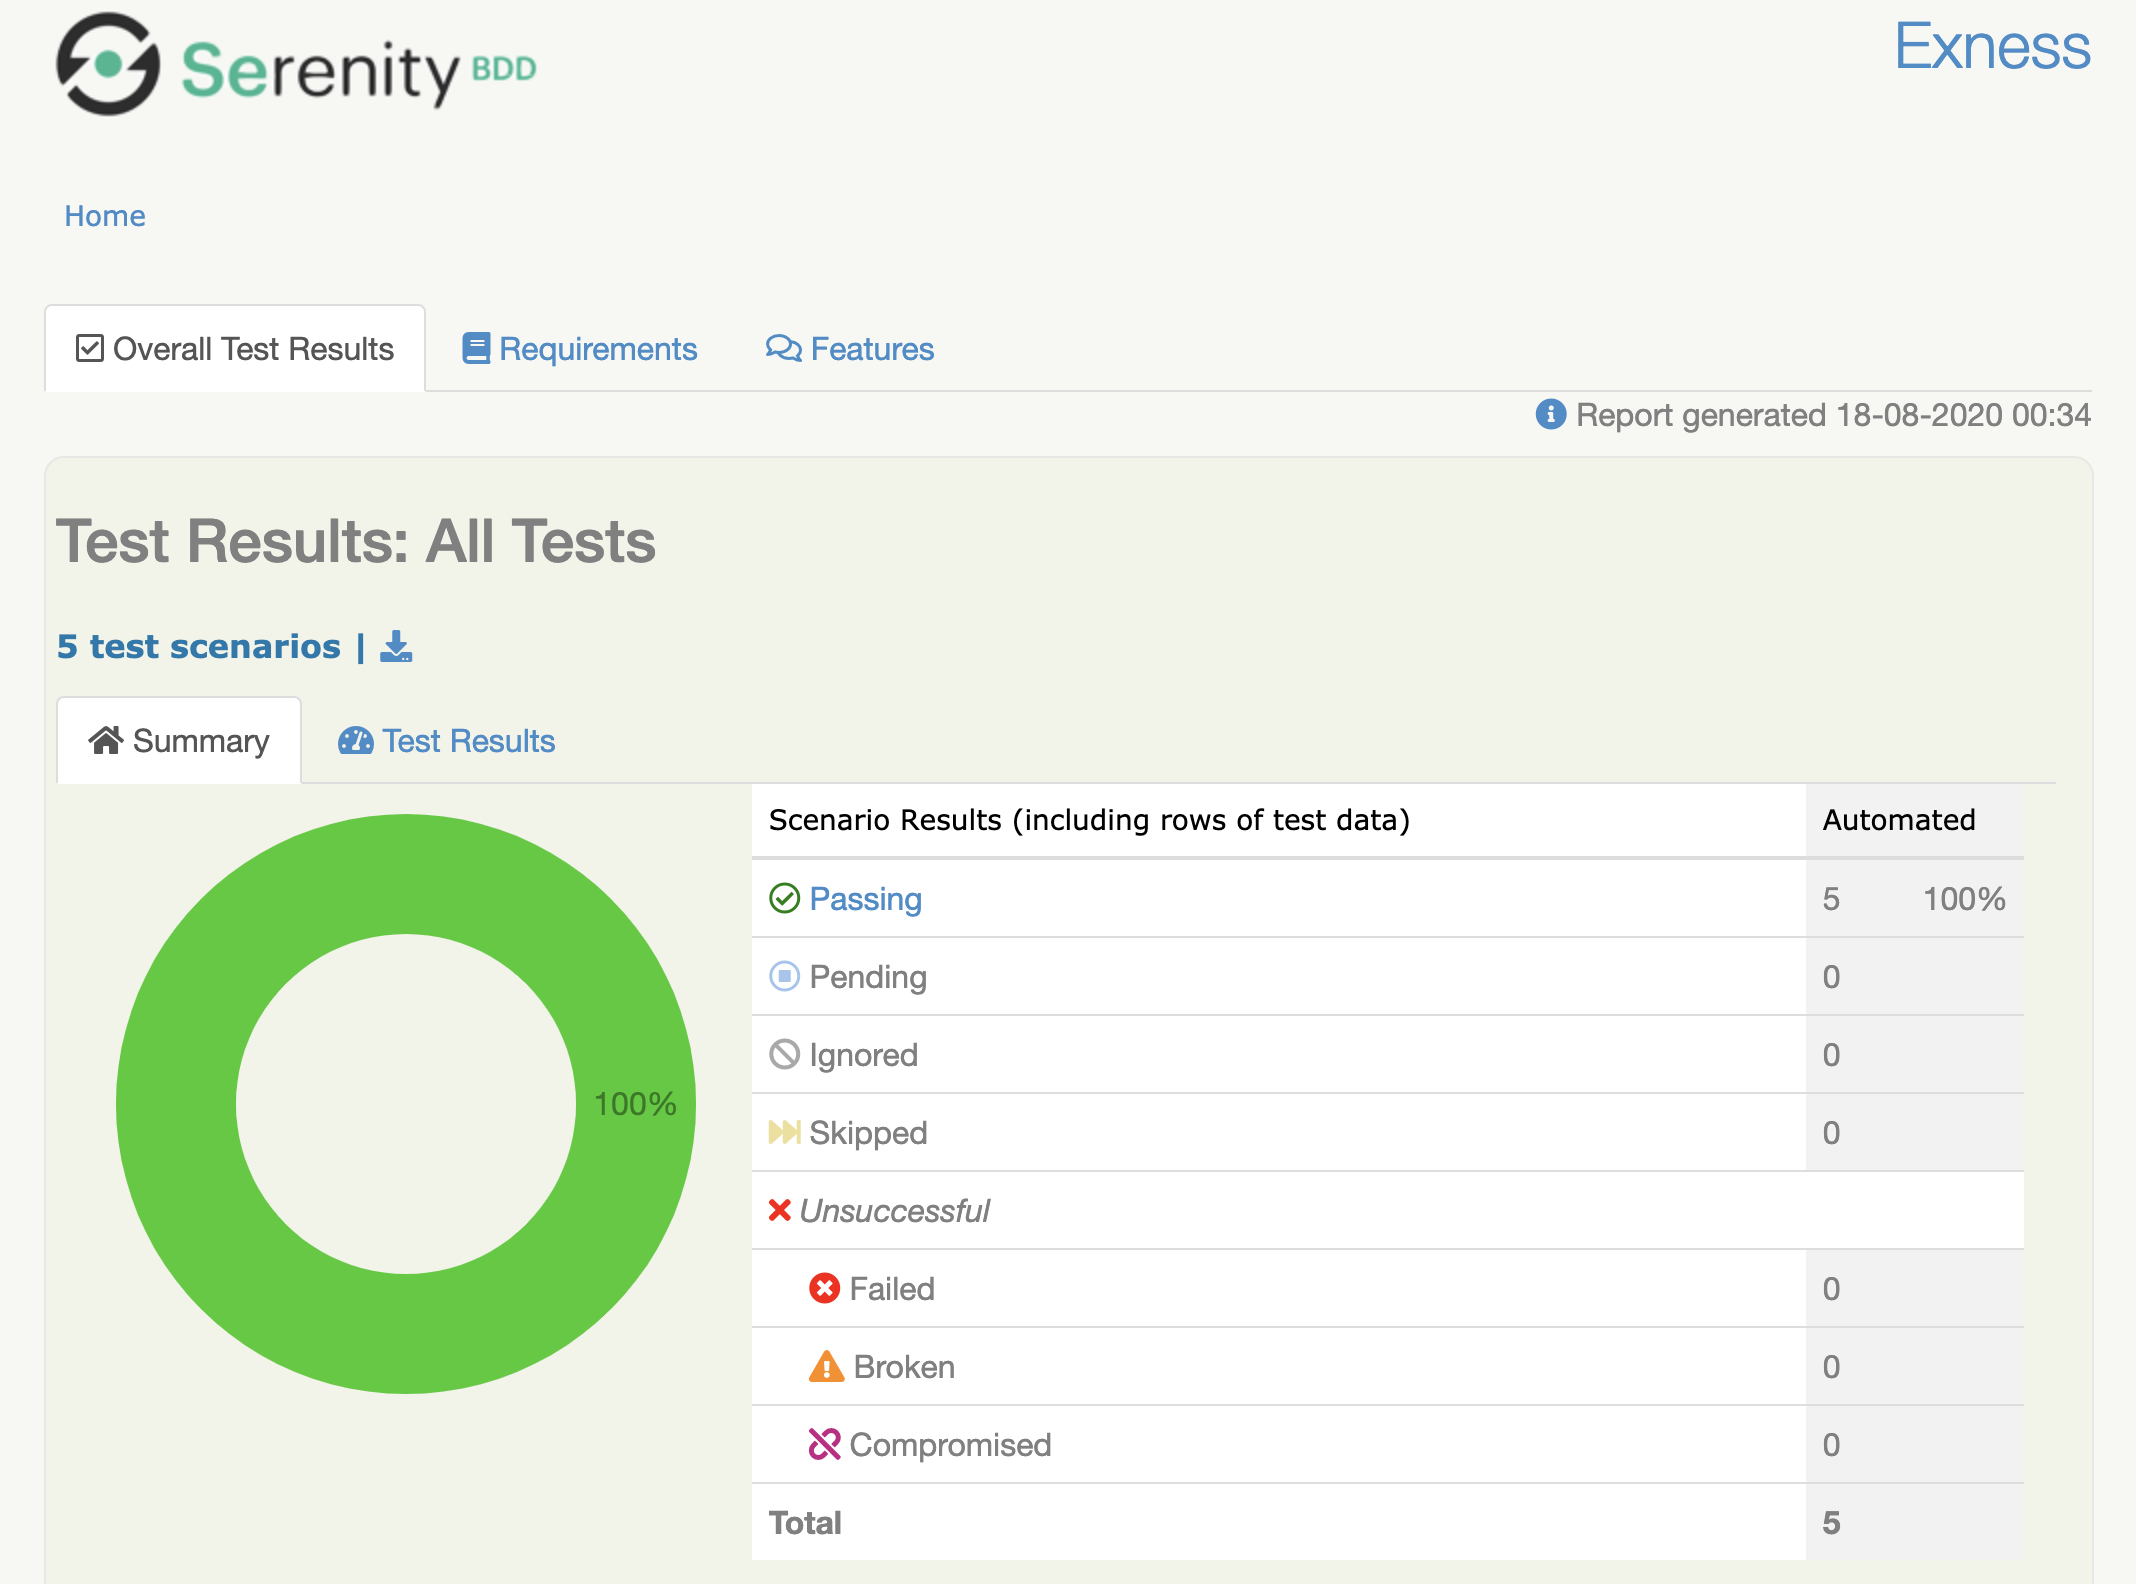 Serenity BDD
Exness
Home
Overall Test Results
Requirements
Features
Report generated 18-08-2020 00:34
Test Results: All Tests
5 test scenarios |
Summary
Test Results
100%
Scenario Results (including rows of test data) Automated
Passing 5 100%
Pending 0
Ignored 0
Skipped 0
Unsuccessful
Failed 0
Broken 0
Compromised 0
Total 5